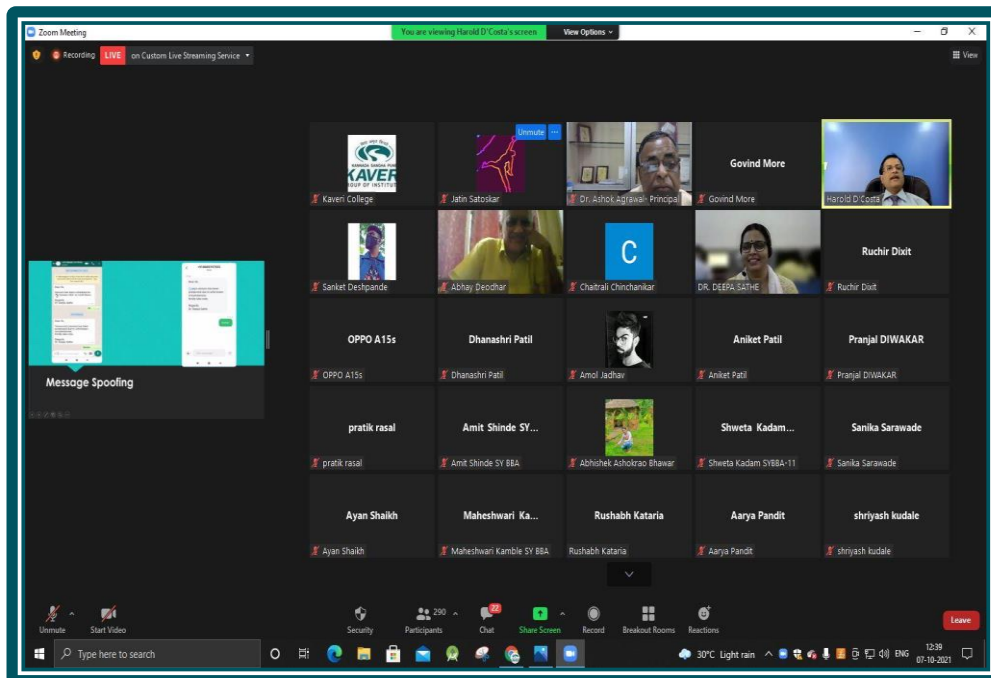 Zoom Meeting
You are viewing Harold D'Costa's screen
View Options
Recording
LIVE
on Custom Live Streaming Service
View
KAVER
OUP OF INSTITUT
Kaveri College
Unmute
Jatin Satoskar
Dr. Ashok Agrawal- Principal
Govind More
Govind More
Harold D'Costa
Sanket Deshpande
Abhay Deodhar
C
Chaitrali Chinchanikar
DR. DEEPA SATHE
Ruchir Dixit
Ruchir Dixit
Message Spoofing
OPPO A15s
OPPO A15s
Dhanashri Patil
Dhanashri Patil
Amol Jadhav
Aniket Patil
Aniket Patil
Pranjal DIWAKAR
Pranjal DIWAKAR
pratik rasal
pratik rasal
Amit Shinde SY...
Amit Shinde SY BBA
Abhishek Ashokrao Bhawar
Shweta Kadam...
Shweta Kadam SYBBA-11
Sanika Sarawade
Sanika Sarawade
Ayan Shaikh
Ayan Shaikh
Maheshwari Ka...
Maheshwari Kamble SY BBA
Rushabh Kataria
Rushabh Kataria
Aarya Pandit
Aarya Pandit
shriyash kudale
shriyash kudale
Unmute
Start Video
Security
290
Participants
22
Chat
Share Screen
Record
Breakout Rooms
Reactions
Leave
Type here to search
30°C Light rain
ENG
12:39
07-10-2021